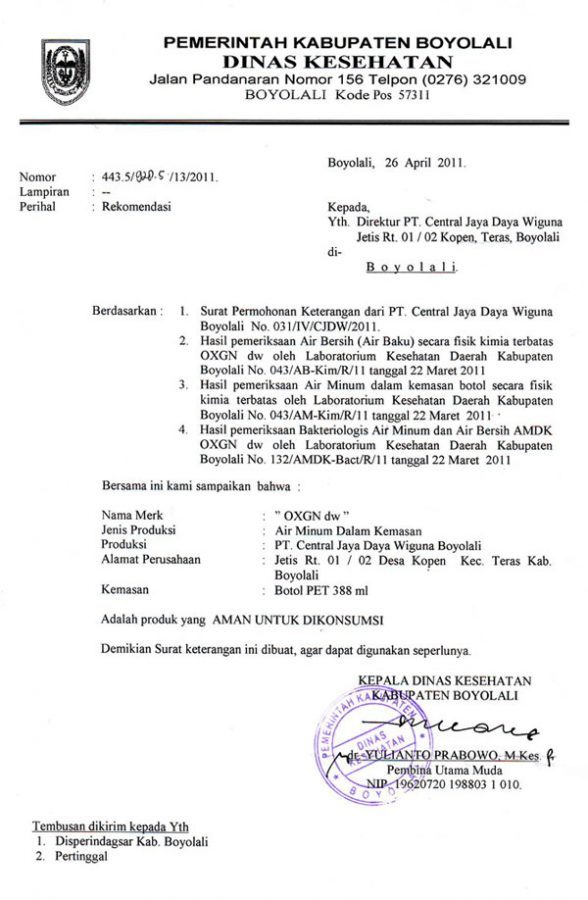 PEMERINTAH KABUPATEN BOYOLALI
DINAS KESEHATAN
Jalan Pandanaran Nomor 156 Telpon (0276) 321009
BOYOLALI Kode Pos 57311
Boyolali, 26 April 2011.
Nomor : 443.5/ /13/2011.
Lampiran : --
Perihal : Rekomendasi
Kepada,
Yth. Direktur PT. Central Jaya Daya Wiguna
Jetis Rt. 01 / 02 Kopen, Teras, Boyolali
di-
B o y o l a l i.
Berdasarkan : 1. Surat Permohonan Keterangan dari PT. Central Jaya Daya Wiguna
Boyolali No. 031/IV/CJDW/2011.
2. Hasil pemeriksaan Air Bersih (Air Baku) secara fisik kimia terbatas
OXGN dw oleh Laboratorium Kesehatan Daerah Kabupaten
Boyolali No. 043/AB-Kim/R/11 tanggal 22 Maret 2011
3. Hasil pemeriksaan Air Minum dalam kemasan botol secara fisik
kimia terbatas oleh Laboratorium Kesehatan Daerah Kabupaten
Boyolali No. 043/AM-Kim/R/11 tanggal 22 Maret 2011
4. Hasil pemeriksaan Bakteriologis Air Minum dan Air Bersih AMDK
OXGN dw oleh Laboratorium Kesehatan Daerah Kabupaten
Boyolali No. 132/AMDK-Bact/R/11 tanggal 22 Maret 2011
Bersama ini kami sampaikan bahwa :
Nama Merk : " OXGN dw "
Jenis Produksi : Air Minum Dalam Kemasan
Produksi : PT. Central Jaya Daya Wiguna Boyolali
Alamat Perusahaan : Jetis Rt. 01 / 02 Desa Kopen Kec. Teras Kab.
Boyolali
Kemasan : Botol PET 388 ml
Adalah produk yang AMAN UNTUK DIKONSUMSI
Demikian Surat keterangan ini dibuat, agar dapat digunakan seperlunya.
KEPALA DINAS KESEHATAN
KABUPATEN BOYOLALI
PEMERINTAH KABUPATEN
DINAS
KESEHATAN
dr. YULIANTO PRABOWO, M.Kes.
Pembina Utama Muda
NIP. 19620720 198803 1 010.
Tembusan dikirim kepada Yth
1. Disperindagsar Kab. Boyolali
2. Pertinggal